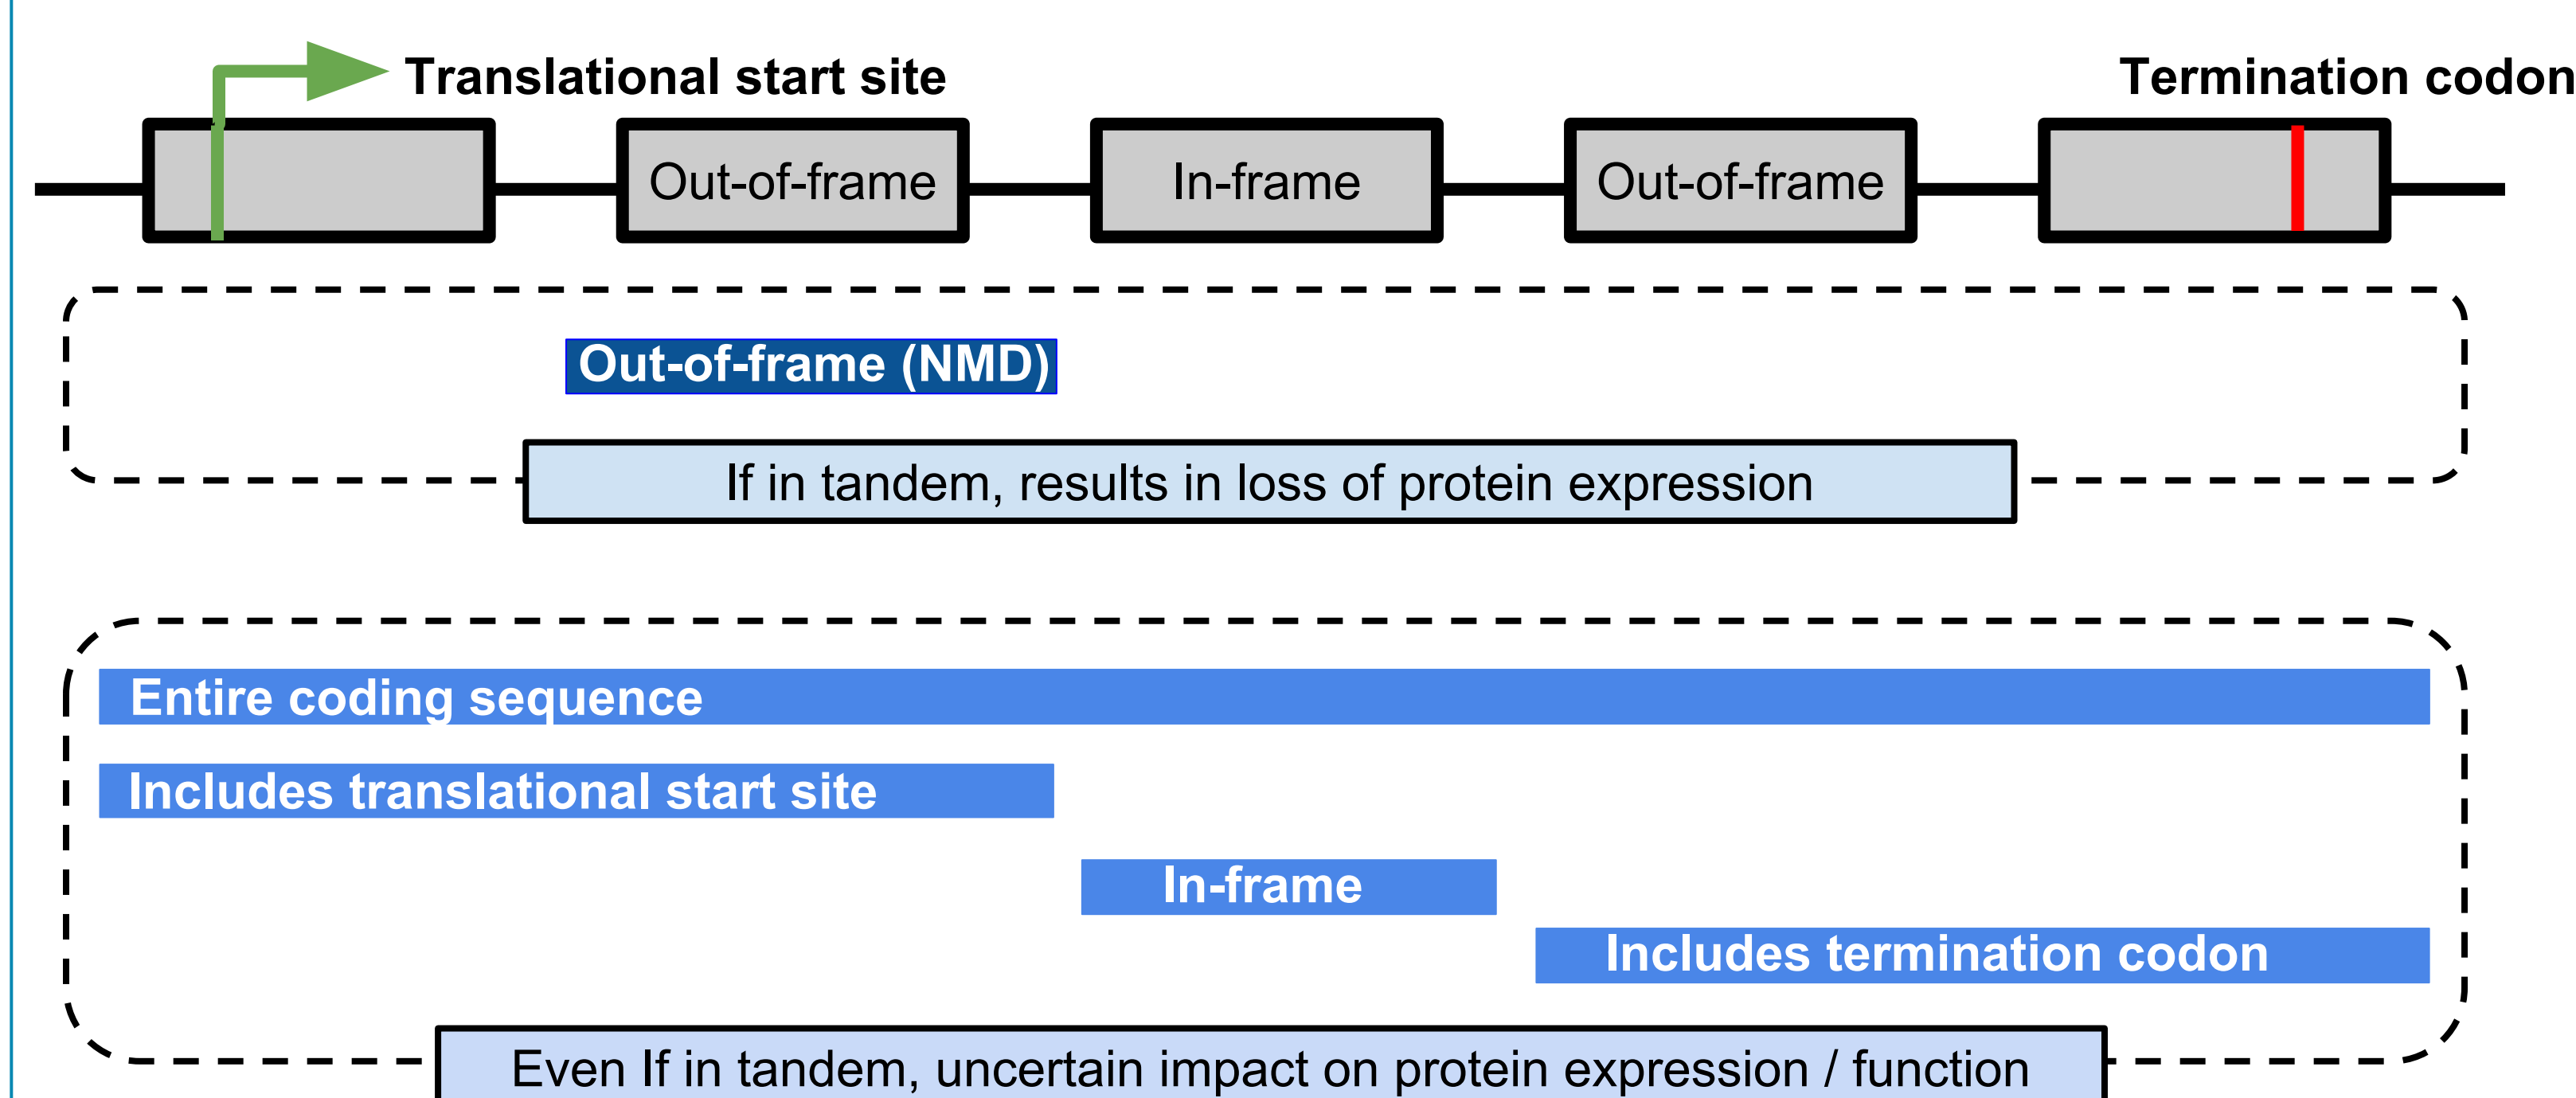 Translational start site
Termination codon
Out-of-frame
In-frame
Out-of-frame
Out-of-frame (NMD)
If in tandem, results in loss of protein expression
Entire coding sequence
Includes translational start site
In-frame
Includes termination codon
Even If in tandem, uncertain impact on protein expression / function